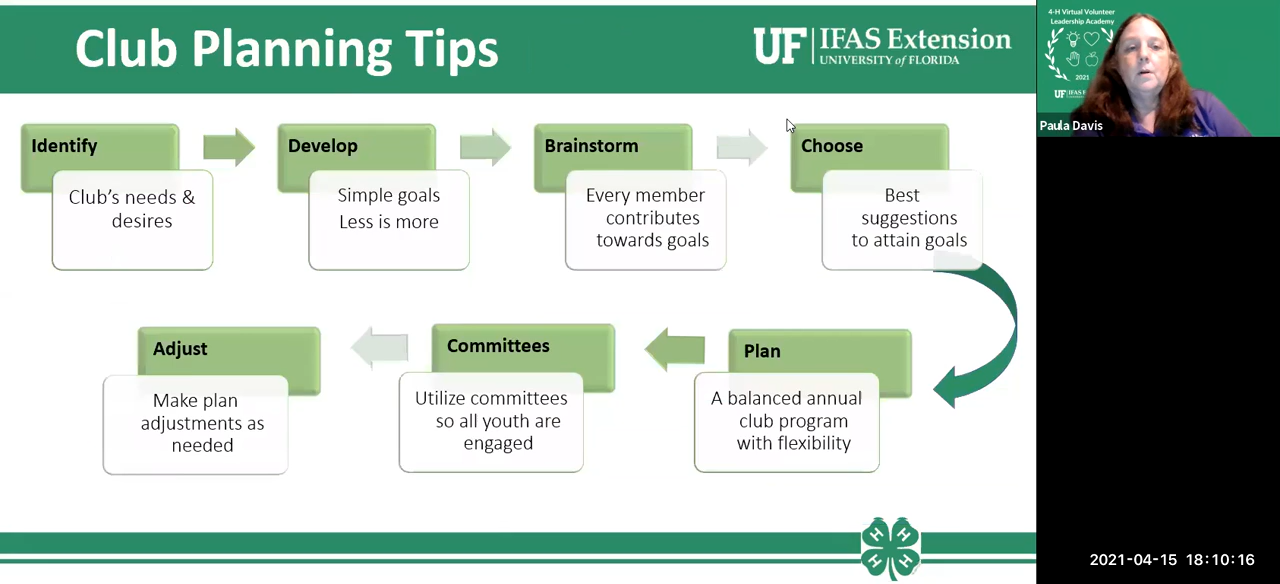 Club Planning Tips
UF IFAS Extension
UNIVERSITY of FLORIDA
4-H Virtual Volunteer
Leadership Academy
2021
UF IFAS E
Paula Davis
Identify
Club's needs &
desires
Develop
Simple goals
Less is more
Brainstorm
Every member
contributes
towards goals
Choose
Best
suggestions
to attain goals
Plan
A balanced annual
club program
with flexibility
Committees
Utilize committees
so all youth are
engaged
Adjust
Make plan
adjustments as
needed
H H
H H
2021-04-15 18:10:16